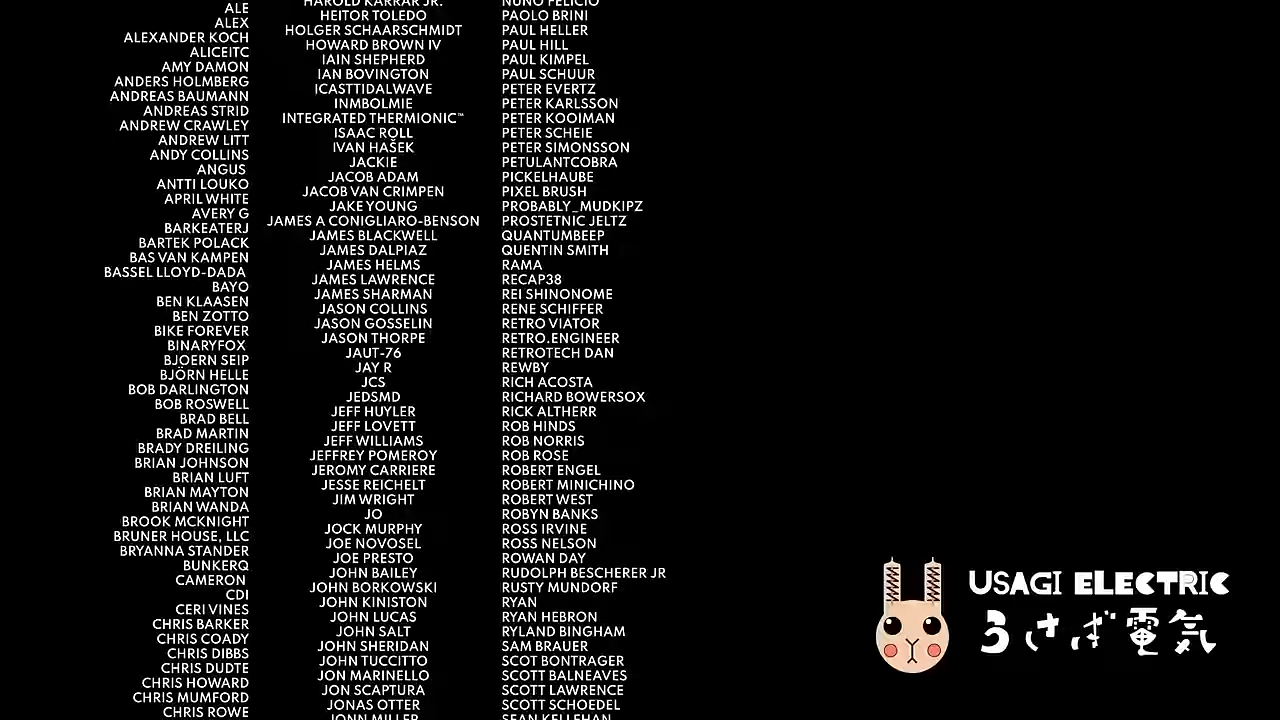 ALE
ALEX
ALEXANDER KOCH
ALICEITC
AMY DAMON
ANDERS HOLMBERG
ANDREAS BAUMANN
ANDREAS STRID
ANDREW CRAWLEY
ANDREW LITT
ANDY COLLINS
ANGUS
ANTTI LOUKO
APRIL WHITE
AVERY G
BARKEATERJ
BARTEK POLACK
BAS VAN KAMPEN
BASSEL LLOYD-DADA
BAYO
BEN KLAASEN
BEN ZOTTO
BIKE FOREVER
BINARYFOX
BJOERN SEIP
BJÖRN HELLE
BOB DARLINGTON
BOB ROSWELL
BRAD BELL
BRAD MARTIN
BRADY DREILING
BRIAN JOHNSON
BRIAN LUFT
BRIAN MAYTON
BRIAN WANDA
BROOK MCKNIGHT
BRUNER HOUSE, LLC
BRYANNA STANDER
BUNKERQ
CAMERON
CDI
CERI VINES
CHRIS BARKER
CHRIS COADY
CHRIS DIBBS
CHRIS DUDTE
CHRIS HOWARD
CHRIS MUMFORD
CHRIS ROWE
HAROLD KARRAR JR.
HEITOR TOLEDO
HOLGER SCHAARSCHMIDT
HOWARD BROWN IV
IAIN SHEPHERD
IAN BOVINGTON
ICASTTIDALWAVE
INMBOLMIE
INTEGRATED THERMIONIC™
ISAAC ROLL
IVAN HAŠEK
JACKIE
JACOB ADAM
JACOB VAN CRIMPEN
JAKE YOUNG
JAMES A CONIGLIARO-BENSON
JAMES BLACKWELL
JAMES DALPIAZ
JAMES HELMS
JAMES LAWRENCE
JAMES SHARMAN
JASON COLLINS
JASON GOSSELIN
JASON THORPE
JAUT-76
JAY R
JCS
JEDSMD
JEFF HUYLER
JEFF LOVETT
JEFF WILLIAMS
JEFFREY POMEROY
JEROMY CARRIERE
JESSE REICHELT
JIM WRIGHT
JO
JOCK MURPHY
JOE NOVOSEL
JOE PRESTO
JOHN BAILEY
JOHN BORKOWSKI
JOHN KINISTON
JOHN LUCAS
JOHN SALT
JOHN SHERIDAN
JOHN TUCCITTO
JON MARINELLO
JON SCAPTURA
JONAS OTTER
JONN MILLER
NUNO FELICIO
PAOLO BRINI
PAUL HELLER
PAUL HILL
PAUL KIMPEL
PAUL SCHUUR
PETER EVERTZ
PETER KARLSSON
PETER KOOIMAN
PETER SCHEIE
PETER SIMONSSON
PETULANTCOBRA
PICKELHAUBE
PIXEL BRUSH
PROBABLY_MUDKIPZ
PROSTETNIC JELTZ
QUANTUMBEEP
QUENTIN SMITH
RAMA
RECAP38
REI SHINONOME
RENE SCHIFFER
RETRO VIATOR
RETRO.ENGINEER
RETROTECH DAN
REWBY
RICH ACOSTA
RICHARD BOWERSOX
RICK ALTHERR
ROB HINDS
ROB NORRIS
ROB ROSE
ROBERT ENGEL
ROBERT MINICHINO
ROBERT WEST
ROBYN BANKS
ROSS IRVINE
ROSS NELSON
ROWAN DAY
RUDOLPH BESCHERER JR
RUSTY MUNDORF
RYAN
RYAN HEBRON
RYLAND BINGHAM
SAM BRAUER
SCOT BONTRAGER
SCOTT BALNEAVES
SCOTT LAWRENCE
SCOTT SCHOEDEL
SEAN KELLEHAN
USAGI ELECTRIC
うさぎ電気